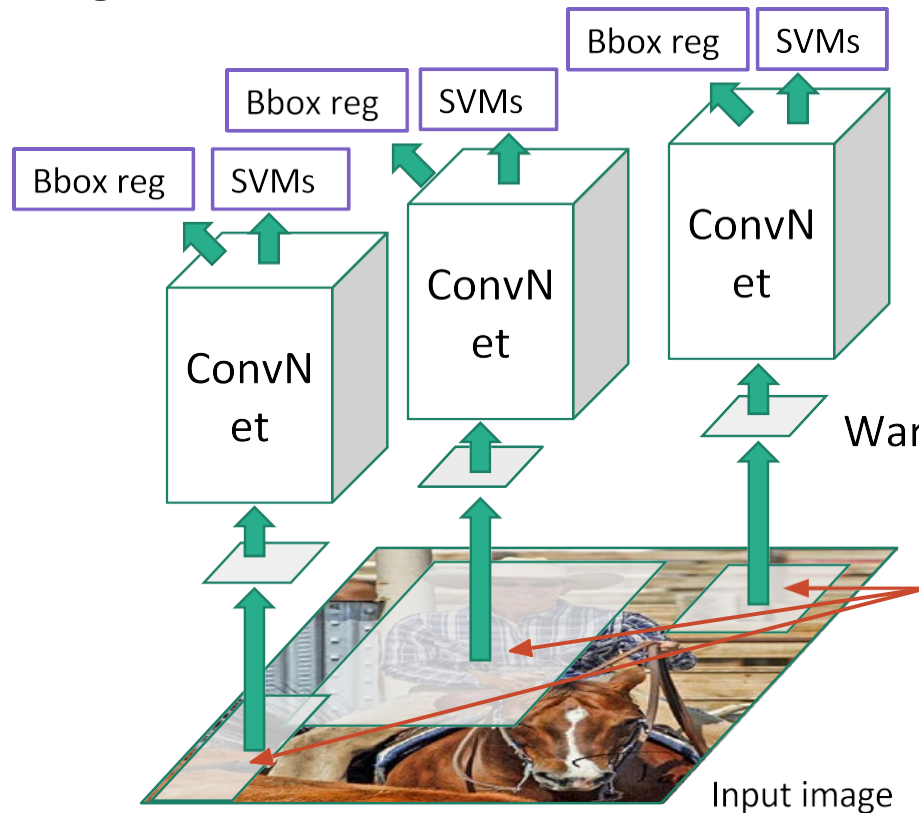 Bbox reg
SVMs
Bbox reg
SVMs
Bbox reg
SVMs
ConvN
et
ConvN
et
ConvN
et
Input image